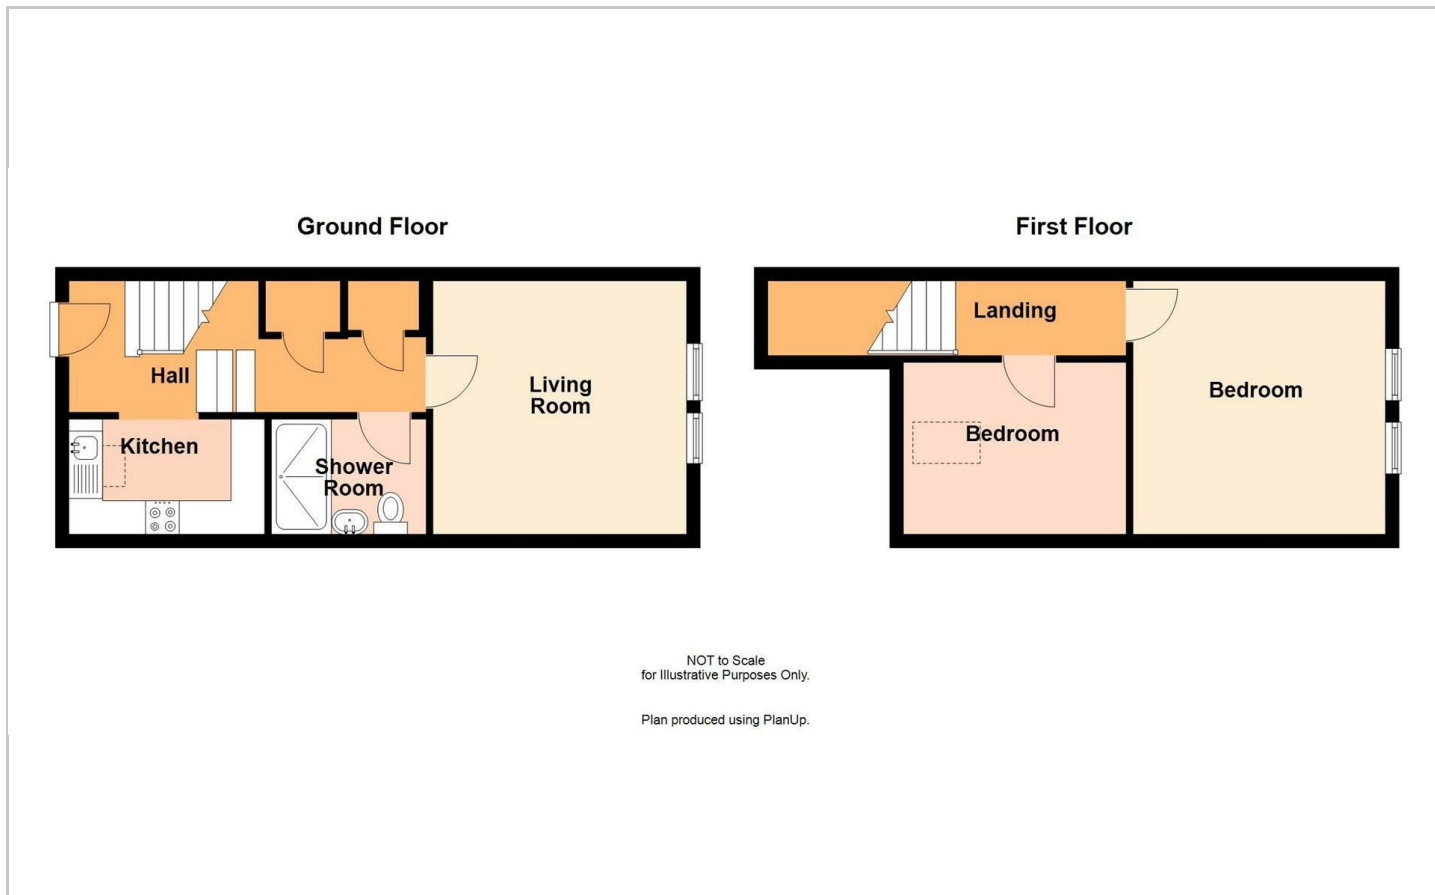 Ground Floor
First Floor
Hall
Kitchen
Shower
Room
Living
Room
Landing
Bedroom
Bedroom
NOT to Scale
for Illustrative Purposes Only.
Plan produced using PlanUp.